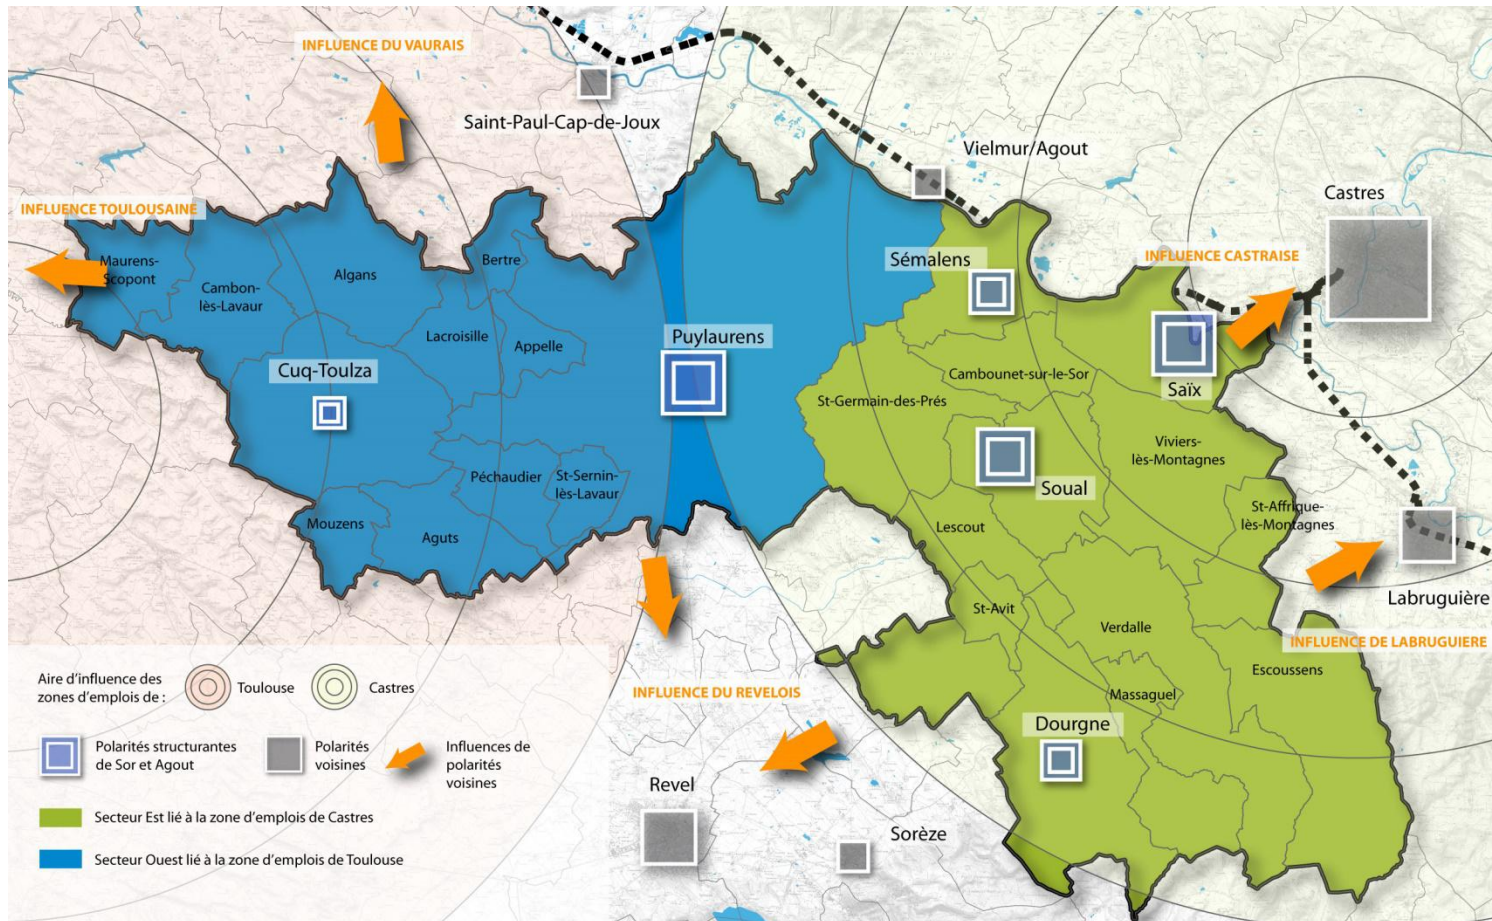 INFLUENCE DU VAURAIS
Saint-Paul-Cap-de-Joux
Vielmur/Agout
Castres
INFLUENCE TOULOUSAINE
Maurens-
Scopont
Cambon-
lès-Lavaur
Algans
Bertre
Sémalens
INFLUENCE CASTRAISE
Lacroisille
Appelle
Puylaurens
Cuq-Toulza
Cambounet-sur-le-Sor
Saïx
St-Germain-des-Prés
Viviers-
lès-Montagnes
Péchaudier
St-Sernin-
lès-Lavaur
Soual
Mouzens
Aguts
Lescout
St-Affrique-
lès-Montagnes
Labruguière
St-Avit
Verdalle
INFLUENCE DE LABRUGUIERE
Escoussens
Massaguel
INFLUENCE DU REVELOIS
Dourgne
Revel
Sorèze
Aire d'influence des
zones d'emplois de :
Toulouse
Castres
Polarités structurantes
de Sor et Agout
Polarités
voisines
Influences de
polarités
voisines
Secteur Est lié à la zone d'emplois de Castres
Secteur Ouest lié à la zone d'emplois de Toulouse